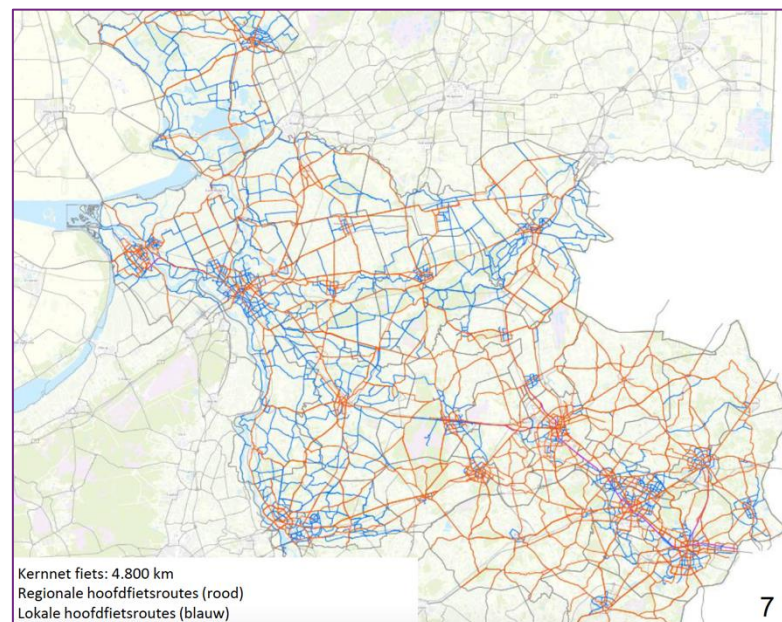 Kernnet fiets: 4.800 km
Regionale hoofdfietsroutes (rood)
Lokale hoofdfietsroutes (blauw)
7